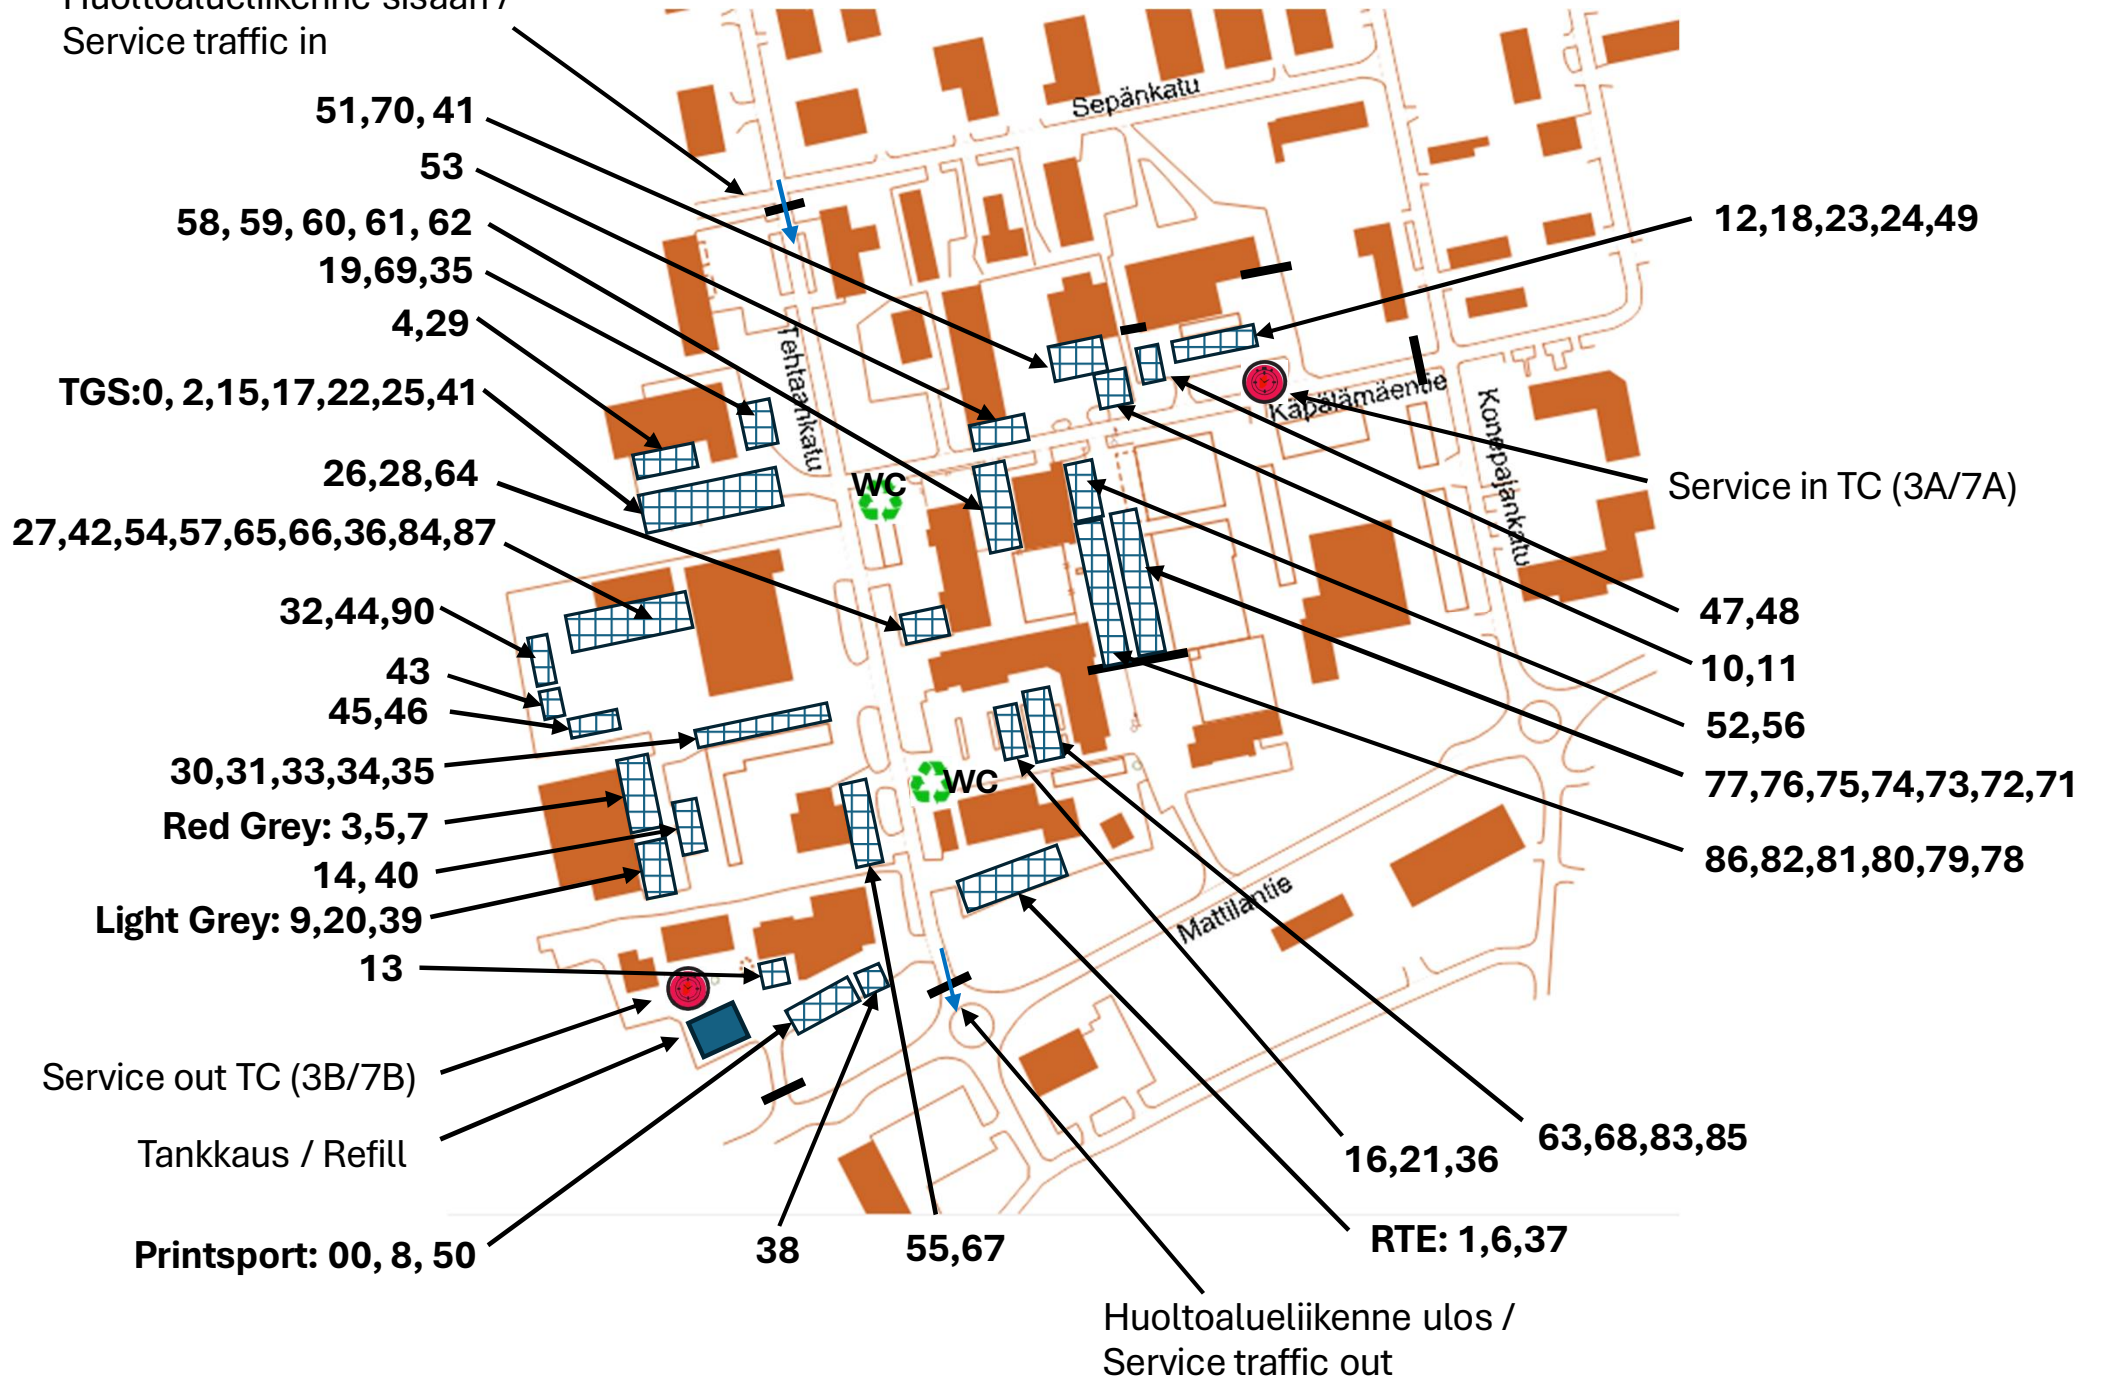 Huoltoalueliikenne sisään /
Service traffic in
51,70, 41
53
58, 59, 60, 61, 62
19,69,35
4,29
TGS:0, 2,15,17,22,25,41
26,28,64
27,42,54,57,65,66,36,84,87
32,44,90
43
45,46
30,31,33,34,35
Red Grey: 3,5,7
14, 40
Light Grey: 9,20,39
13
Service out TC (3B/7B)
Tankkaus / Refill
Printsport: 00, 8, 50
38
55,67
Huoltoalueliikenne ulos /
Service traffic out
RTE: 1,6,37
16,21,36
63,68,83,85
86,82,81,80,79,78
77,76,75,74,73,72,71
52,56
10,11
47,48
Service in TC (3A/7A)
12,18,23,24,49
Sepänkatu
Tehtaankatu
Käpälämäentie
Konepajankatu
Mattilantie
WC
WC